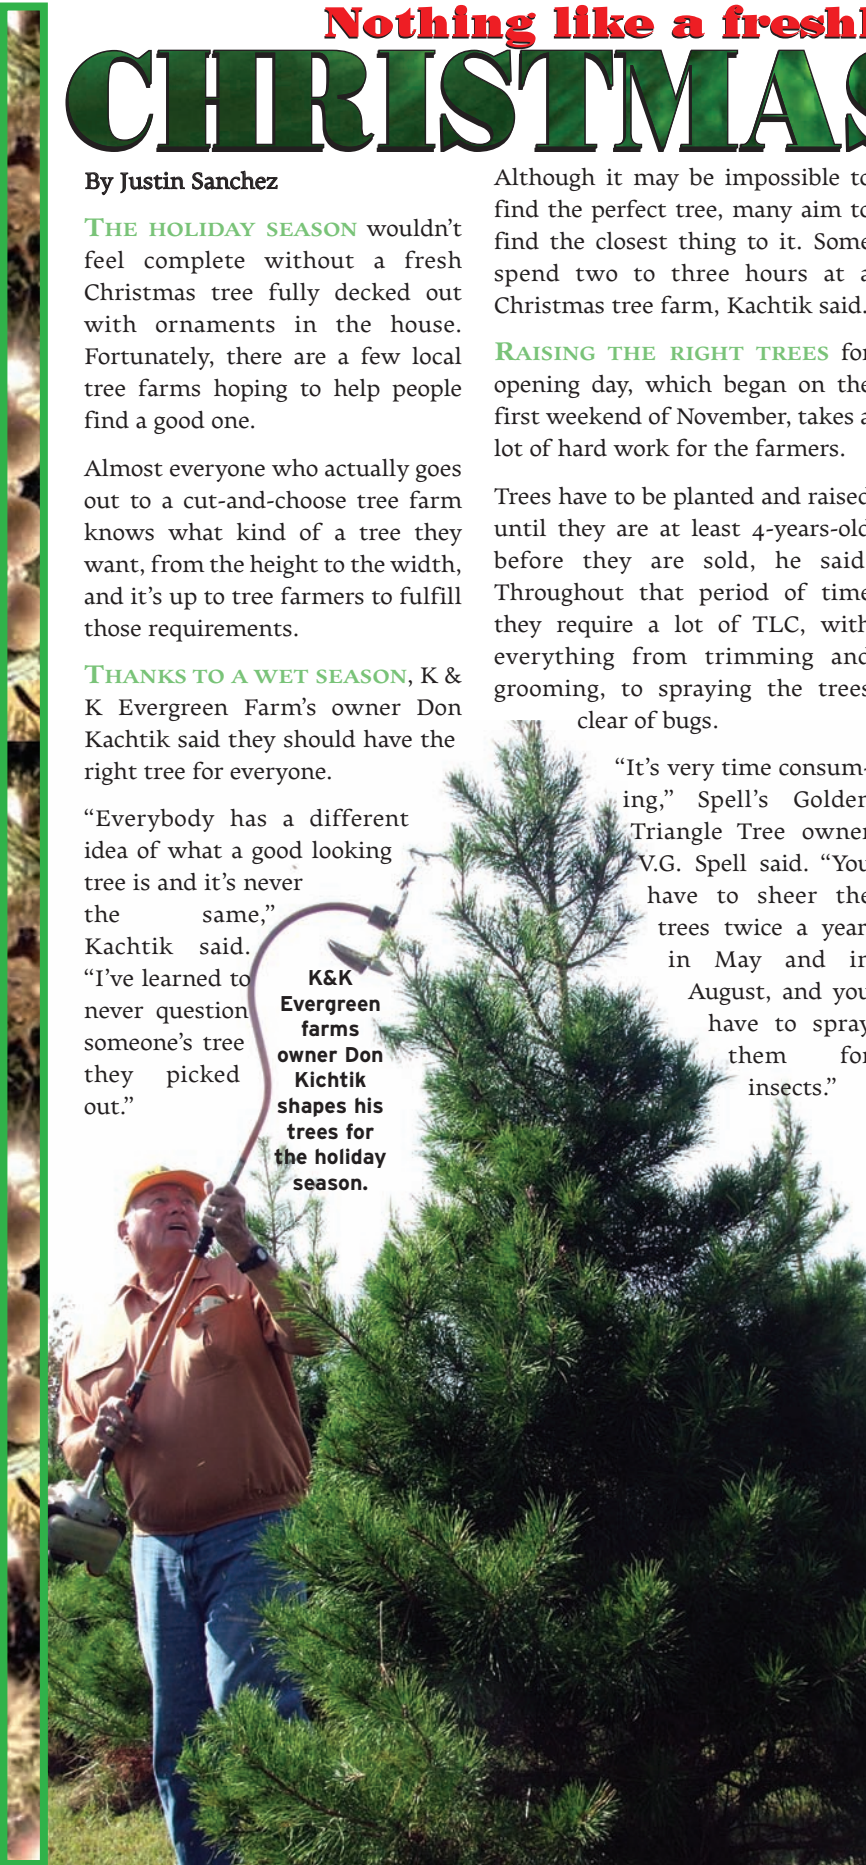 Nothing like a fresh
CHRISTMAS
By Justin Sanchez
THE HOLIDAY SEASON wouldn't
feel complete without a fresh
Christmas tree fully decked out
with ornaments in the house.
Fortunately, there are a few local
tree farms hoping to help people
find a good one.
Almost everyone who actually goes
out to a cut-and-choose tree farm
knows what kind of a tree they
want, from the height to the width,
and it's up to tree farmers to fulfill
those requirements.
THANKS TO A WET SEASON, K &
K Evergreen Farm's owner Don
Kachtik said they should have the
right tree for everyone.
“Everybody has a different
idea of what a good looking
tree is and it's never
the same,”
Kachtik said.
“I've learned to
never question
someone's tree
they picked
out.”
K&K
Evergreen
farms
owner Don
Kichtik
shapes his
trees for
the holiday
season.
Although it may be impossible to
find the perfect tree, many aim to
find the closest thing to it. Some
spend two to three hours at a
Christmas tree farm, Kachtik said.
RAISING THE RIGHT TREES for
opening day, which began on the
first weekend of November, takes a
lot of hard work for the farmers.
Trees have to be planted and raised
until they are at least 4-years-old
before they are sold, he said.
Throughout that period of time
they require a lot of TLC, with
everything from trimming and
grooming, to spraying the trees
clear of bugs.
“It's very time consum-
ing,” Spell's Golden
Triangle Tree owner
V.G. Spell said. “You
have to sheer the
trees twice a year,
in May and in
August, and you
have to spray
them for
insects.”